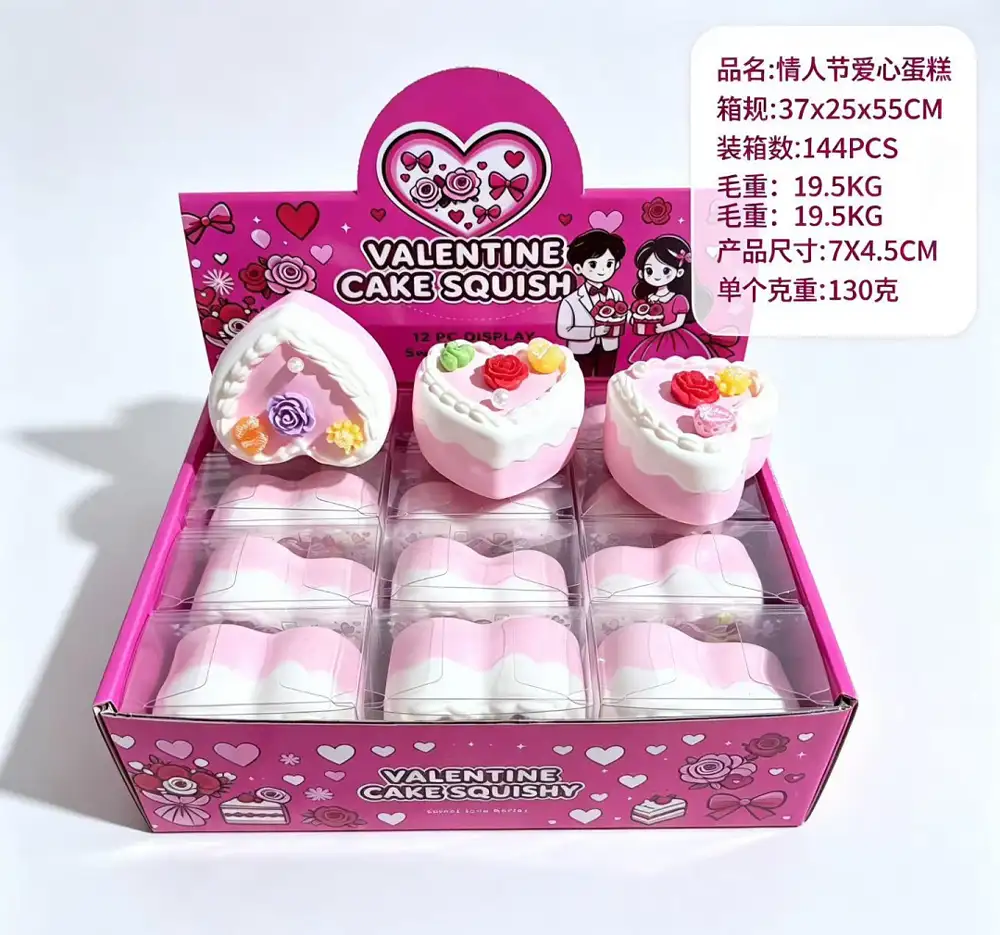 品名:情人节爱心蛋糕
箱规:37x25x55CM
装箱数:144PCS
毛重：19.5KG
毛重：19.5KG
产品尺寸:7X4.5CM
单个克重:130克
VALENTINE
CAKE SQUISH
12 PC DISPLAY
VALENTINE
CAKE SQUISHY